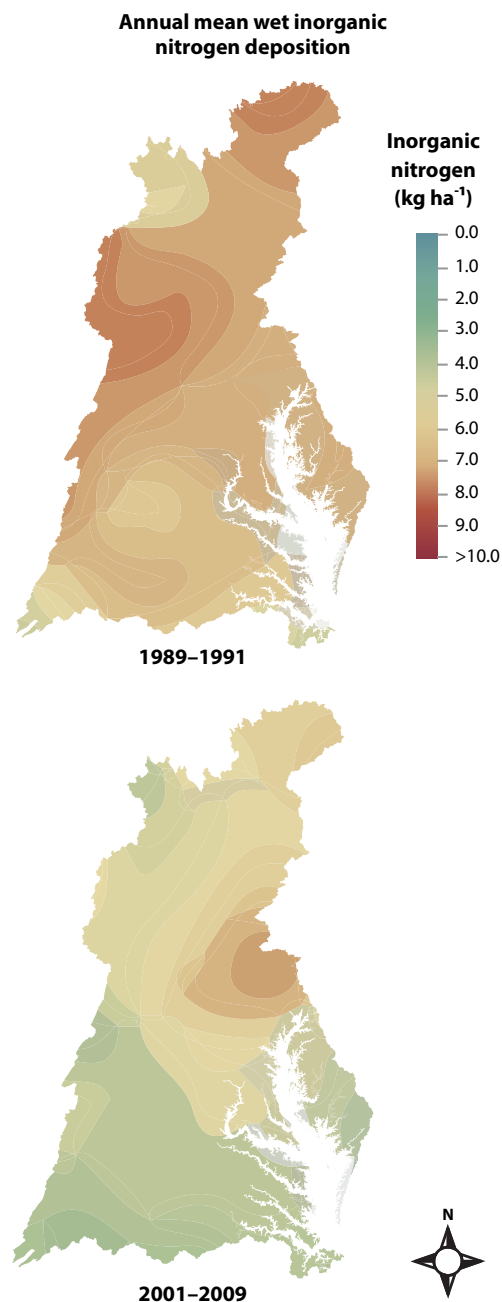 Annual mean wet inorganic
nitrogen deposition
Inorganic
nitrogen
(kg ha⁻¹)
0.0
1.0
2.0
3.0
4.0
5.0
6.0
7.0
8.0
9.0
>10.0
1989–1991
N
2001–2009